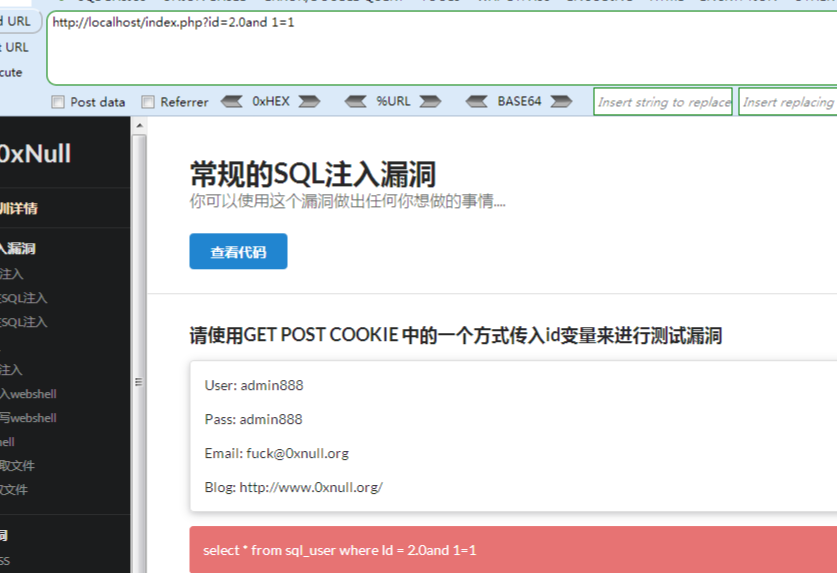 d URL
http://localhost/index.php?id=2.0and 1=1
URL
cute
Post data
Referrer
0xHEX
%URL
BASE64
Insert string to replace
Insert replacing
0xNull
训详情
入漏洞
注入
SQL注入
SQL注入
注入
入webshell
写webshell
hell
取文件
文件
洞
SS
常规的SQL注入漏洞
你可以使用这个漏洞做出任何你想做的事情....
查看代码
请使用GET POST COOKIE 中的一个方式传入id变量来进行测试漏洞
User: admin888
Pass: admin888
Email: fuck@0xnull.org
Blog: http://www.0xnull.org/
select * from sql_user where Id = 2.0and 1=1